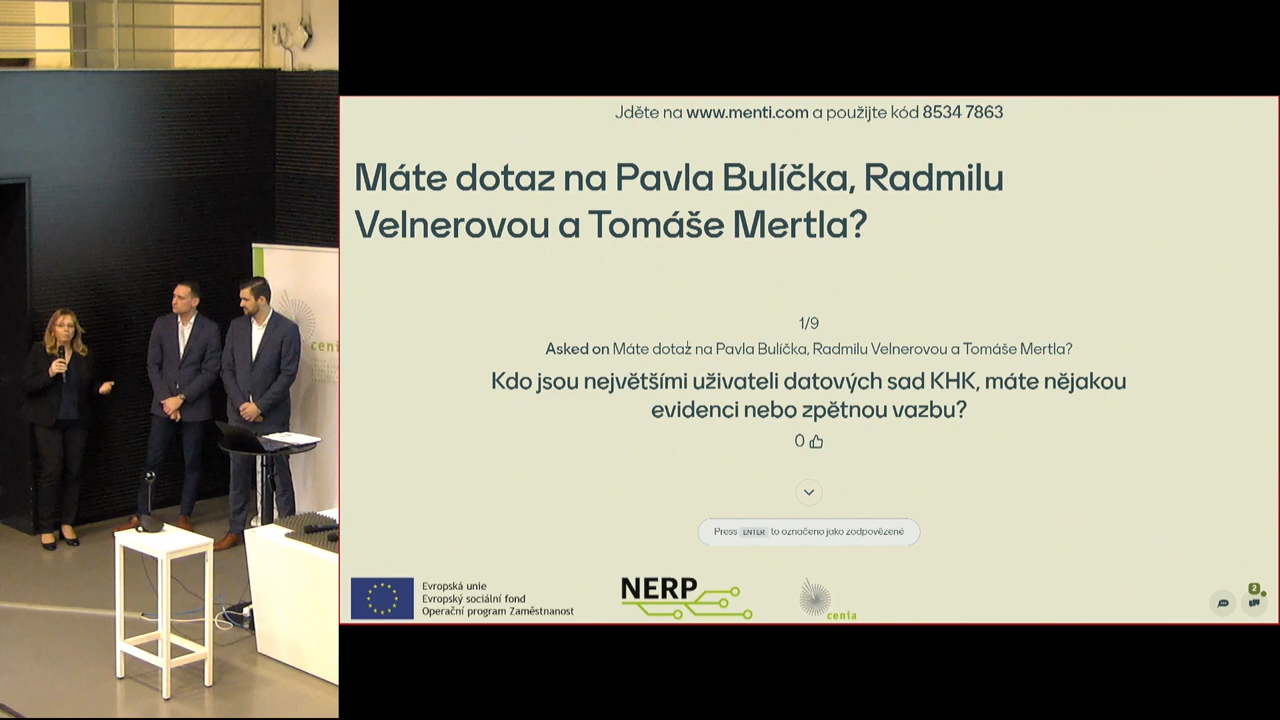 Jděte na www.menti.com a použijte kód 8534 7863
Máte dotaz na Pavla Bulíčka, Radmilu
Velnerovou a Tomáše Mertla?
1/9
Asked on Máte dotaz na Pavla Bulíčka, Radmilu Velnerovou a Tomáše Mertla?
Kdo jsou největšími uživateli datových sad KHK, máte nějakou
evidenci nebo zpětnou vazbu?
0
Press ENTER to označeno jako zodpovězené
Evropská unie
Evropský sociální fond
Operační program Zaměstnanost
NERP
cenia
2
cenia